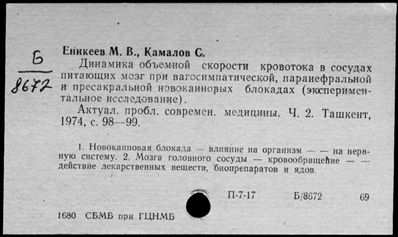 Б
8672
Еникеев М. В., Камалов С.
Динамика объемной скорости кровотока в сосудах
питающих мозг при вагосимпатической, паранефральной
и пресакральной новокаиновых блокадах (эксперимен-
тальное исследование).
Актуал. пробл. современ. медицины. Ч. 2. Ташкент,
1974, с. 98—99.
1. Новокаиновая блокада — влияние на организм — — на нерв-
ную систему. 2. Мозга головного сосуды — кровообращение — —
действие лекарственных веществ, биопрепаратов и ядов.
П-7-17 Б/8672 69
1680 СБМБ при ГЦНМБ